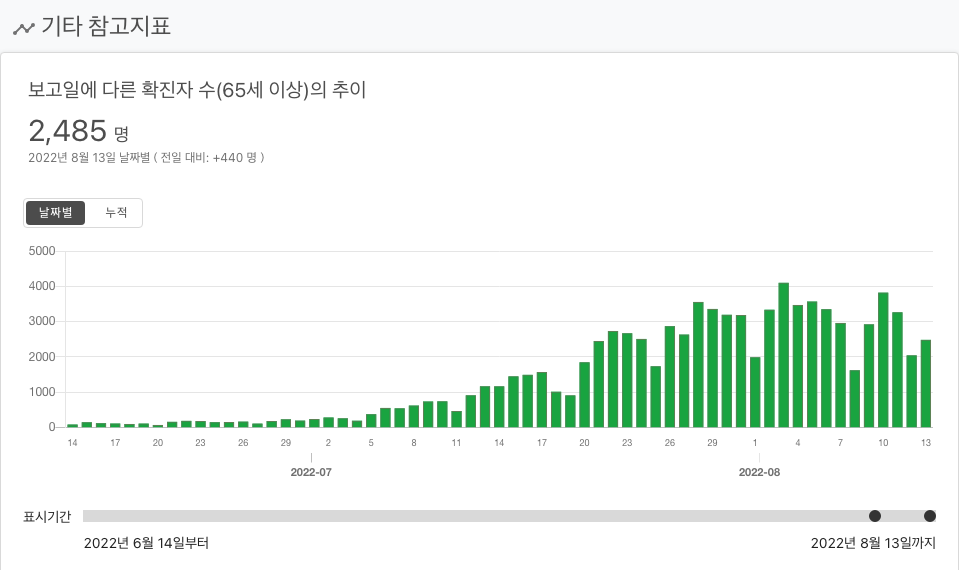 기타 참고지표
보고일에 다른 확진자 수(65세 이상)의 추이
2,485 명
2022년 8월 13일 날짜별 ( 전일 대비: +440 명 )
날짜별 누적
5000
4000
3000
2000
1000
0
14 17 20 23 26 29 2 5 8 11 14 17 20 23 26 29 1 4 7 10 13
2022-07 2022-08
표시기간
2022년 6월 14일부터 2022년 8월 13일까지